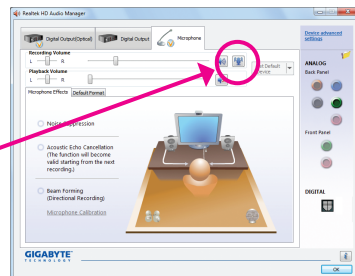 Realtek HD Audio Manager
Digital Output(Optical)
Digital Output
Microphone
Device advanced
settings
Recording Volume
L
R
Set Default
Device
Playback Volume
L
R
ANALOG
Back Panel
Microphone Effects
Default Format
Noise Suppression
Acoustic Echo Cancellation
(The function will become
valid starting from the next
recording.)
Beam Forming
(Directional Recording)
Microphone Calibration
Front Panel
DIGITAL
GIGABYTE™
TECHNOLOGY
OK